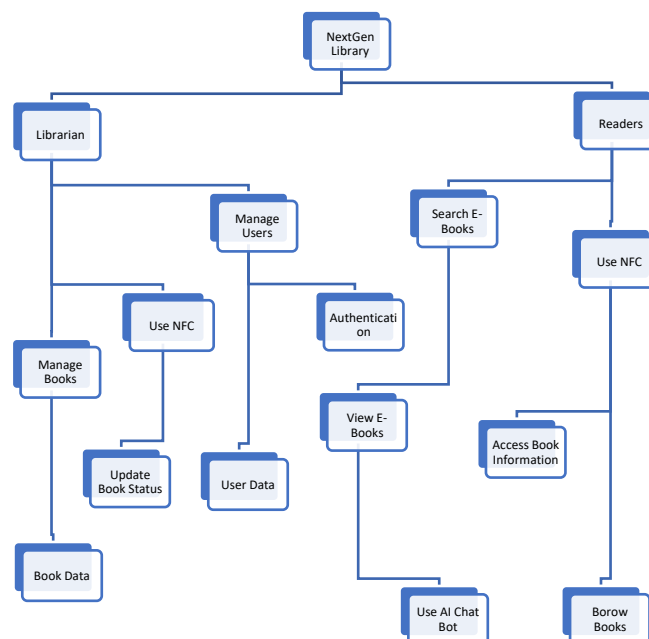 NextGen
Library
Librarian
Readers
Manage
Users
Search E-
Books
Use NFC
Use NFC
Authenticati
on
Manage
Books
View E-
Books
Access Book
Information
Update
Book Status
User Data
Book Data
Use AI Chat
Bot
Borow
Books